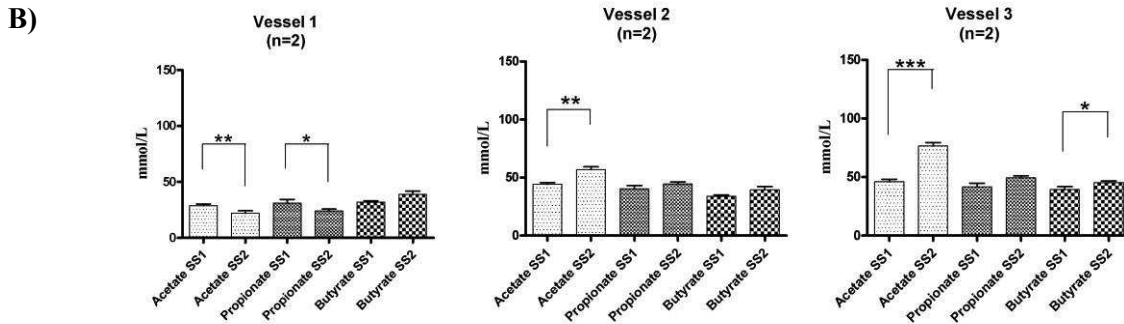 B)
Vessel 1
(n=2)
mmol/L
150
100
50
0
**
*
Acetate SS1
Acetate SS2
Propionate SS1
Propionate SS2
Butyrate SS1
Butyrate SS2
Vessel 2
(n=2)
mmol/L
150
100
50
0
**
Acetate SS1
Acetate SS2
Propionate SS1
Propionate SS2
Butyrate SS1
Butyrate SS2
Vessel 3
(n=2)
mmol/L
150
100
50
0
***
*
Acetate SS1
Acetate SS2
Propionate SS1
Propionate SS2
Butyrate SS1
Butyrate SS2